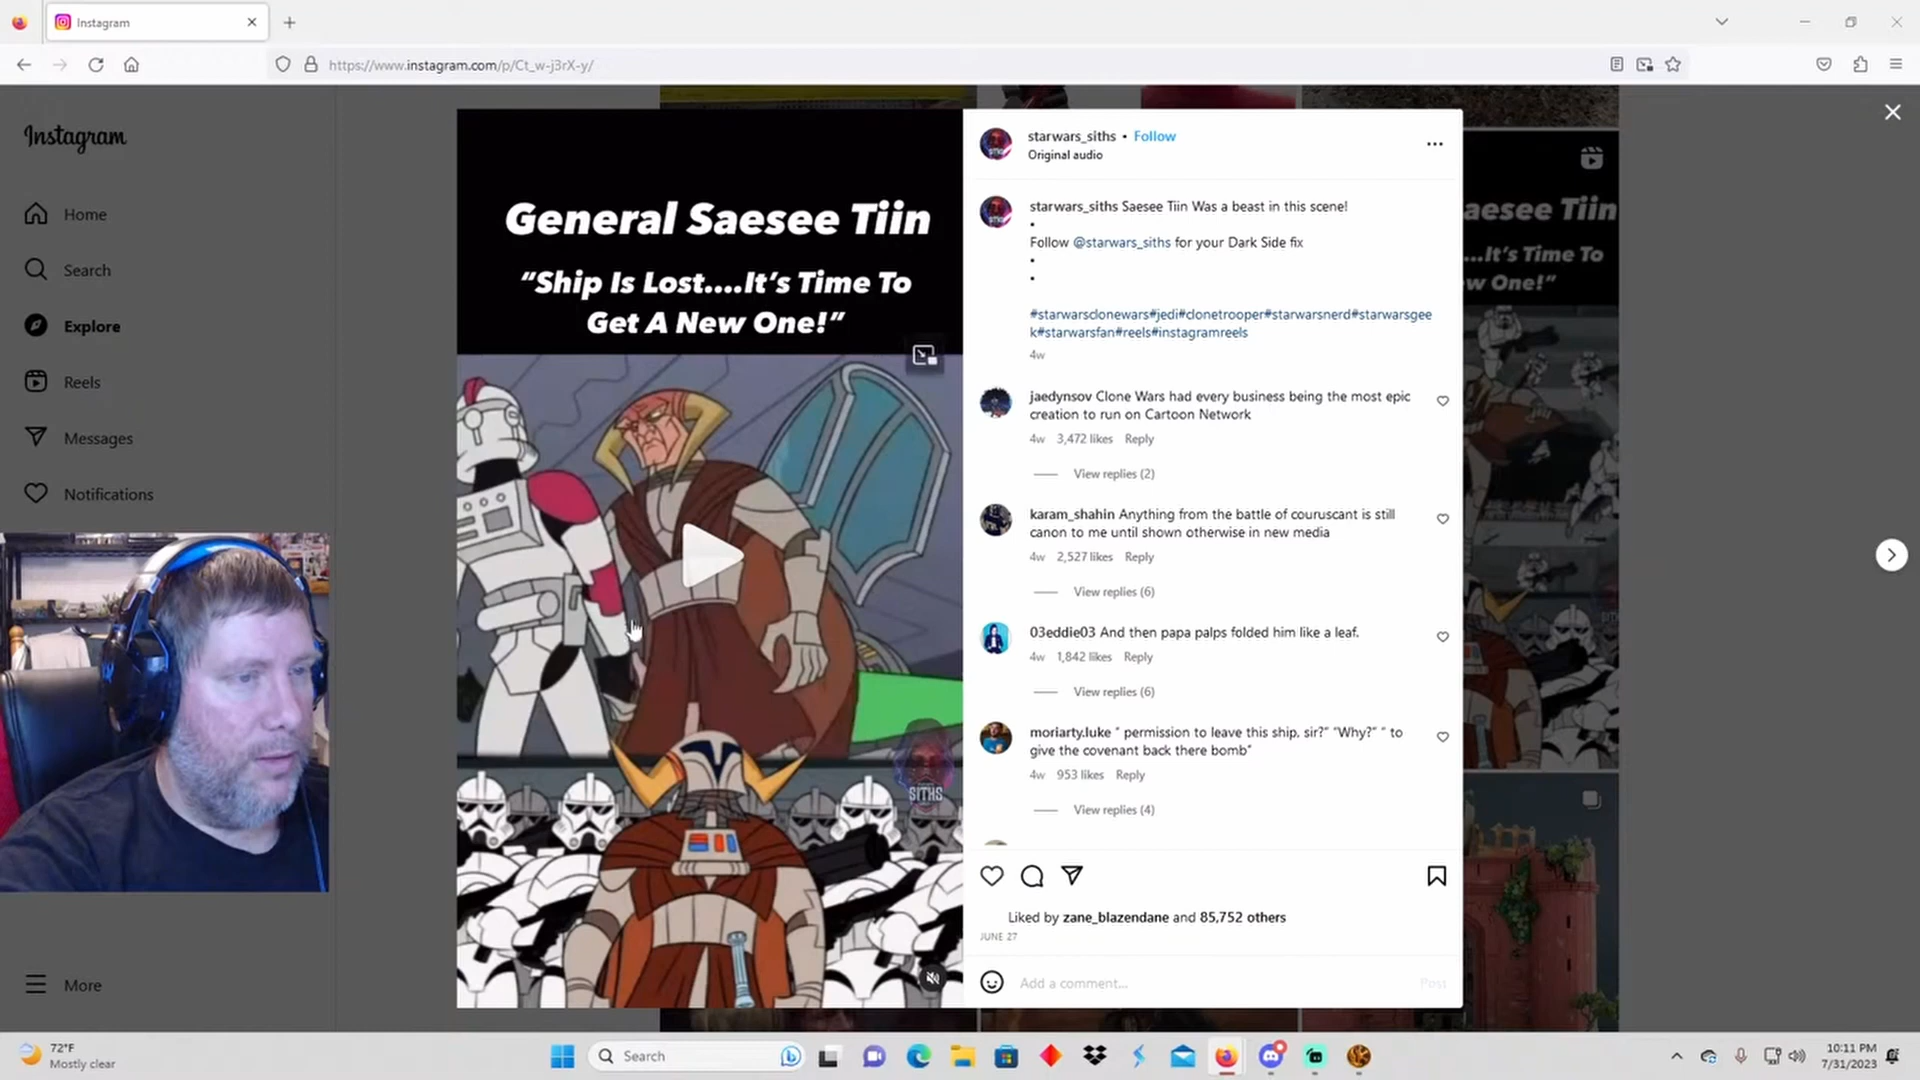 Instagram
https://www.instagram.com/p/Ct_w-j3rX-y/
Instagram
Home
Search
Explore
Reels
Messages
Notifications
More
General Saesee Tiin
“Ship Is Lost....It’s Time To
Get A New One!”
SITHS
starwars_siths • Follow
Original audio
starwars_siths Saesee Tiin Was a beast in this scene!
•
Follow @starwars_siths for your Dark Side fix
•
•
#starwarsclonewars#jedi#clonetrooper#starwarsnerd#starwarsgee
k#starwarsfan#reels#instagramreels
4w
jaedynsov Clone Wars had every business being the most epic
creation to run on Cartoon Network
4w 3,472 likes Reply
View replies (2)
karam_shahin Anything from the battle of couruscant is still
canon to me until shown otherwise in new media
4w 2,527 likes Reply
View replies (6)
03eddie03 And then papa palps folded him like a leaf.
4w 1,842 likes Reply
View replies (6)
moriarty.luke “ permission to leave this ship, sir?” “Why?” “ to
give the covenant back there bomb”
4w 953 likes Reply
View replies (4)
Liked by zane_blazendane and 85,752 others
JUNE 27
Add a comment...
Post
aesee Tiin
...It’s Time To
w One!”
72°F
Mostly clear
Search
10:11 PM
7/31/2023